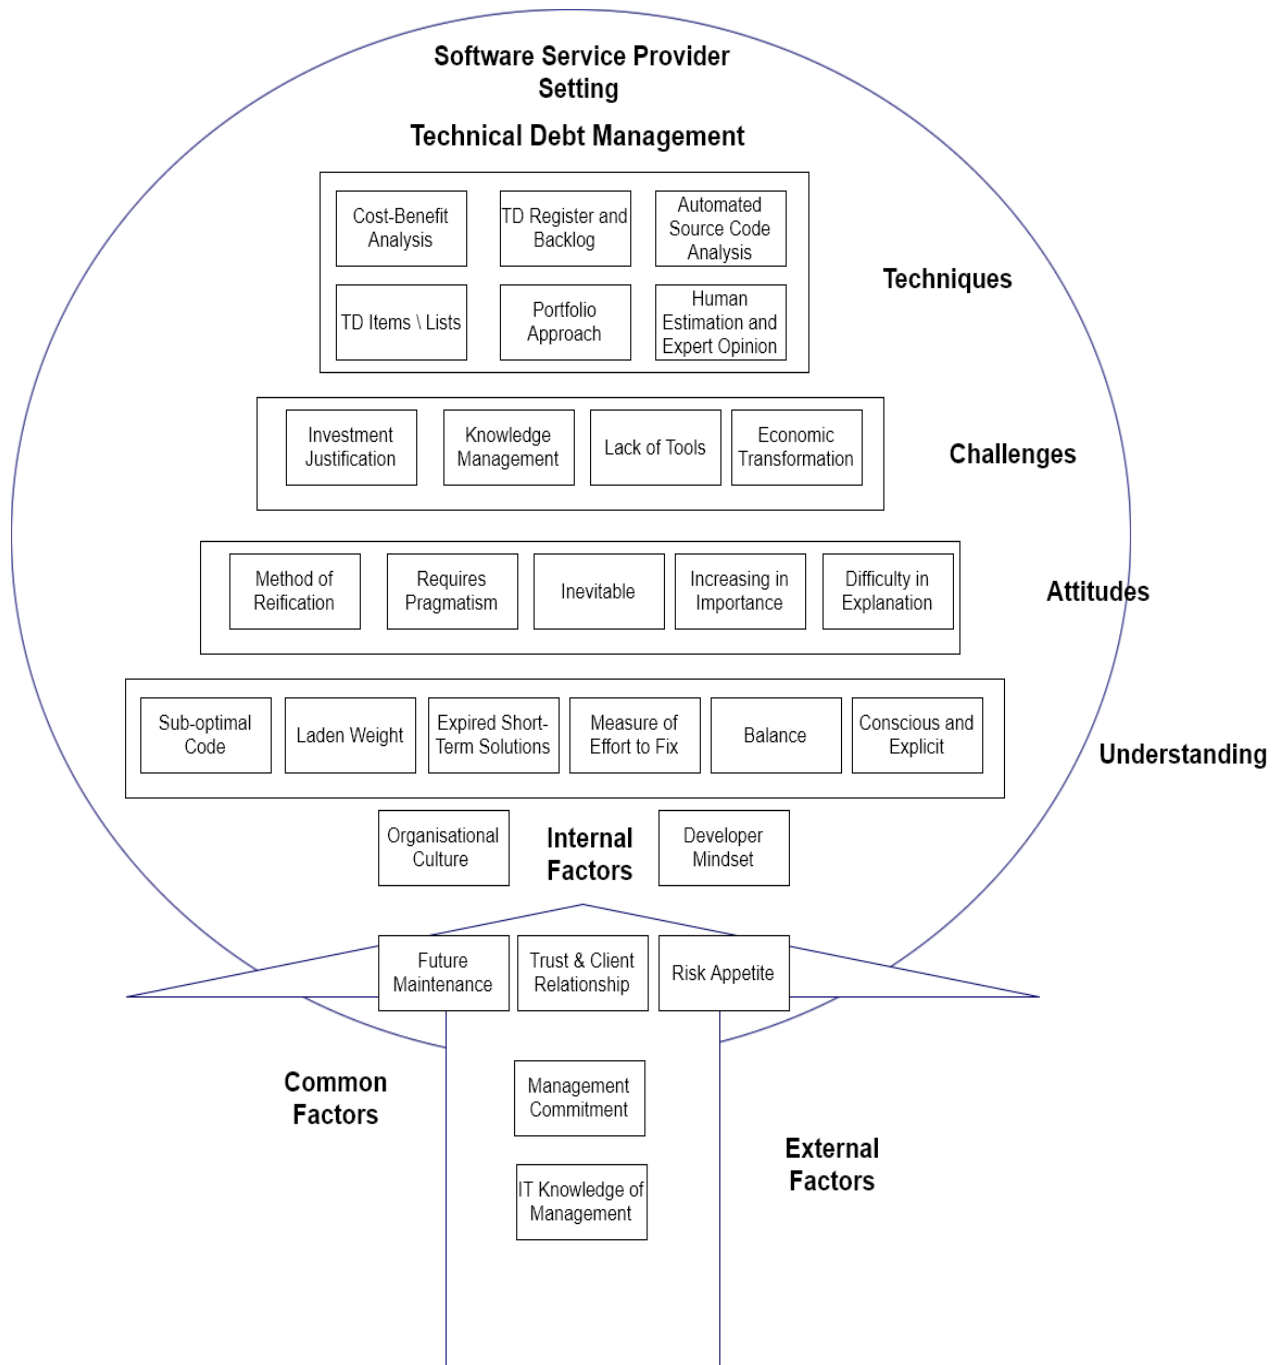 Software Service Provider
Setting
Technical Debt Management
Cost-Benefit
Analysis
TD Register and
Backlog
Automated
Source Code
Analysis
TD Items \ Lists
Portfolio
Approach
Human
Estimation and
Expert Opinion
Techniques
Investment
Justification
Knowledge
Management
Lack of Tools
Economic
Transformation
Challenges
Method of
Reification
Requires
Pragmatism
Inevitable
Increasing in
Importance
Difficulty in
Explanation
Attitudes
Sub-optimal
Code
Laden Weight
Expired Short-
Term Solutions
Measure of
Effort to Fix
Balance
Conscious and
Explicit
Understanding
Organisational
Culture
Internal
Factors
Developer
Mindset
Future
Maintenance
Trust & Client
Relationship
Risk Appetite
Common
Factors
Management
Commitment
External
Factors
IT Knowledge of
Management